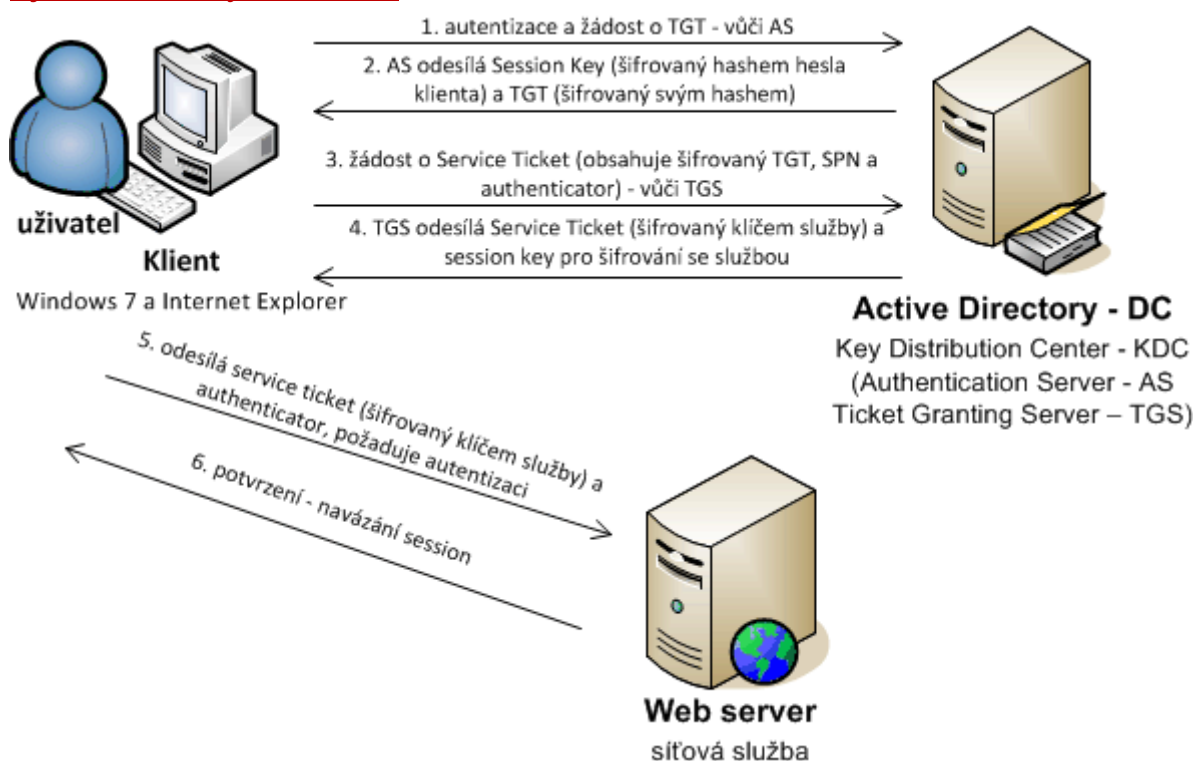 1. autentizace a žádost o TGT - vůči AS
2. AS odesílá Session Key (šifrovaný hashem hesla
klienta) a TGT (šifrovaný svým hashem)
3. žádost o Service Ticket (obsahuje šifrovaný TGT, SPN a
authenticator) - vůči TGS
4. TGS odesílá Service Ticket (šifrovaný klíčem služby) a
session key pro šifrování se službou
uživatel
Klient
Windows 7 a Internet Explorer
Active Directory - DC
Key Distribution Center - KDC
(Authentication Server - AS
Ticket Granting Server – TGS)
5. odesílá service ticket (šifrovaný klíčem služby) a
authenticator, požaduje autentizaci
6. potvrzení - navázání session
Web server
síťová služba